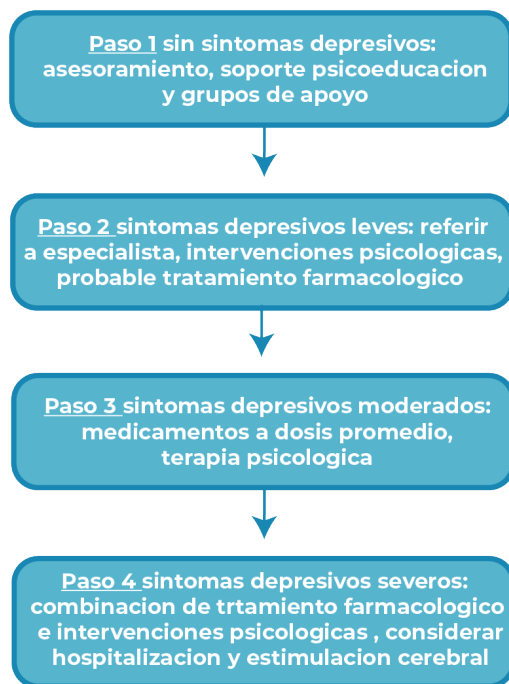 Paso 1 sin sintomas depresivos:
asesoramiento, soporte psicoeducacion
y grupos de apoyo
Paso 2 sintomas depresivos leves: referir
a especialista, intervenciones psicologicas,
probable tratamiento farmacologico
Paso 3 sintomas depresivos moderados:
medicamentos a dosis promedio,
terapia psicologica
Paso 4 sintomas depresivos severos:
combinacion de trtamiento farmacologico
e intervenciones psicologicas , considerar
hospitalizacion y estimulacion cerebral